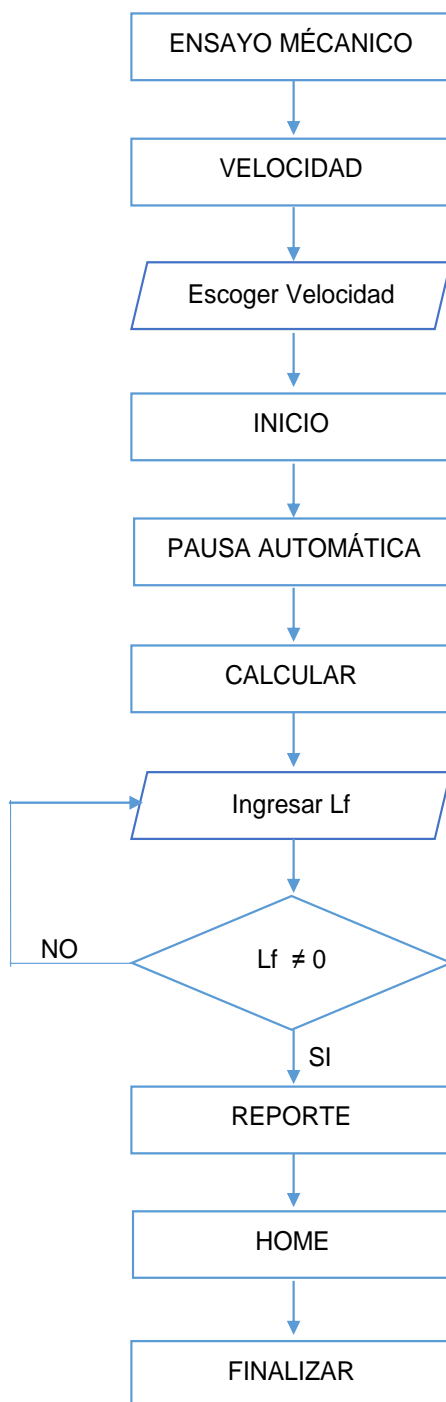 ENSAYO MÉCANICO
VELOCIDAD
Escoger Velocidad
INICIO
PAUSA AUTOMÁTICA
CALCULAR
Ingresar Lf
Lf ≠ 0
NO
SI
REPORTE
HOME
FINALIZAR